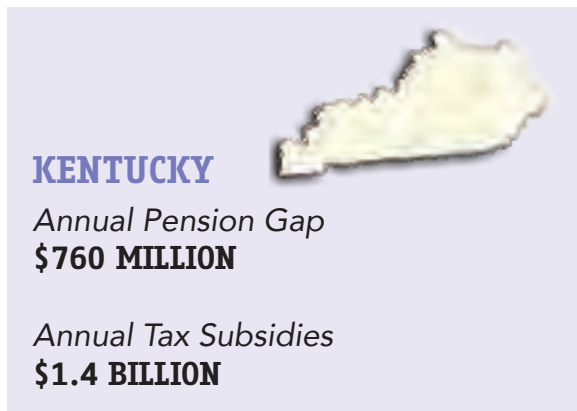 KENTUCKY
Annual Pension Gap
$760 MILLION
Annual Tax Subsidies
$1.4 BILLION